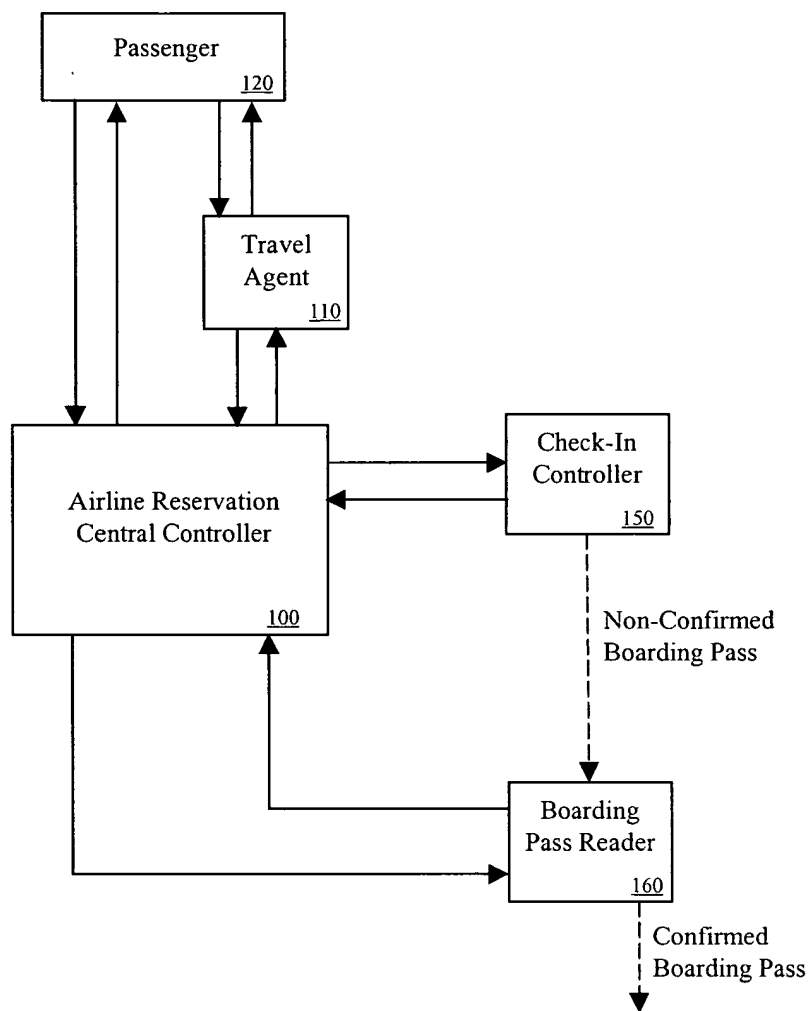 Passenger
120
Travel
Agent
110
Airline Reservation
Central Controller
100
Check-In
Controller
150
Non-Confirmed
Boarding Pass
Boarding
Pass Reader
160
Confirmed
Boarding Pass